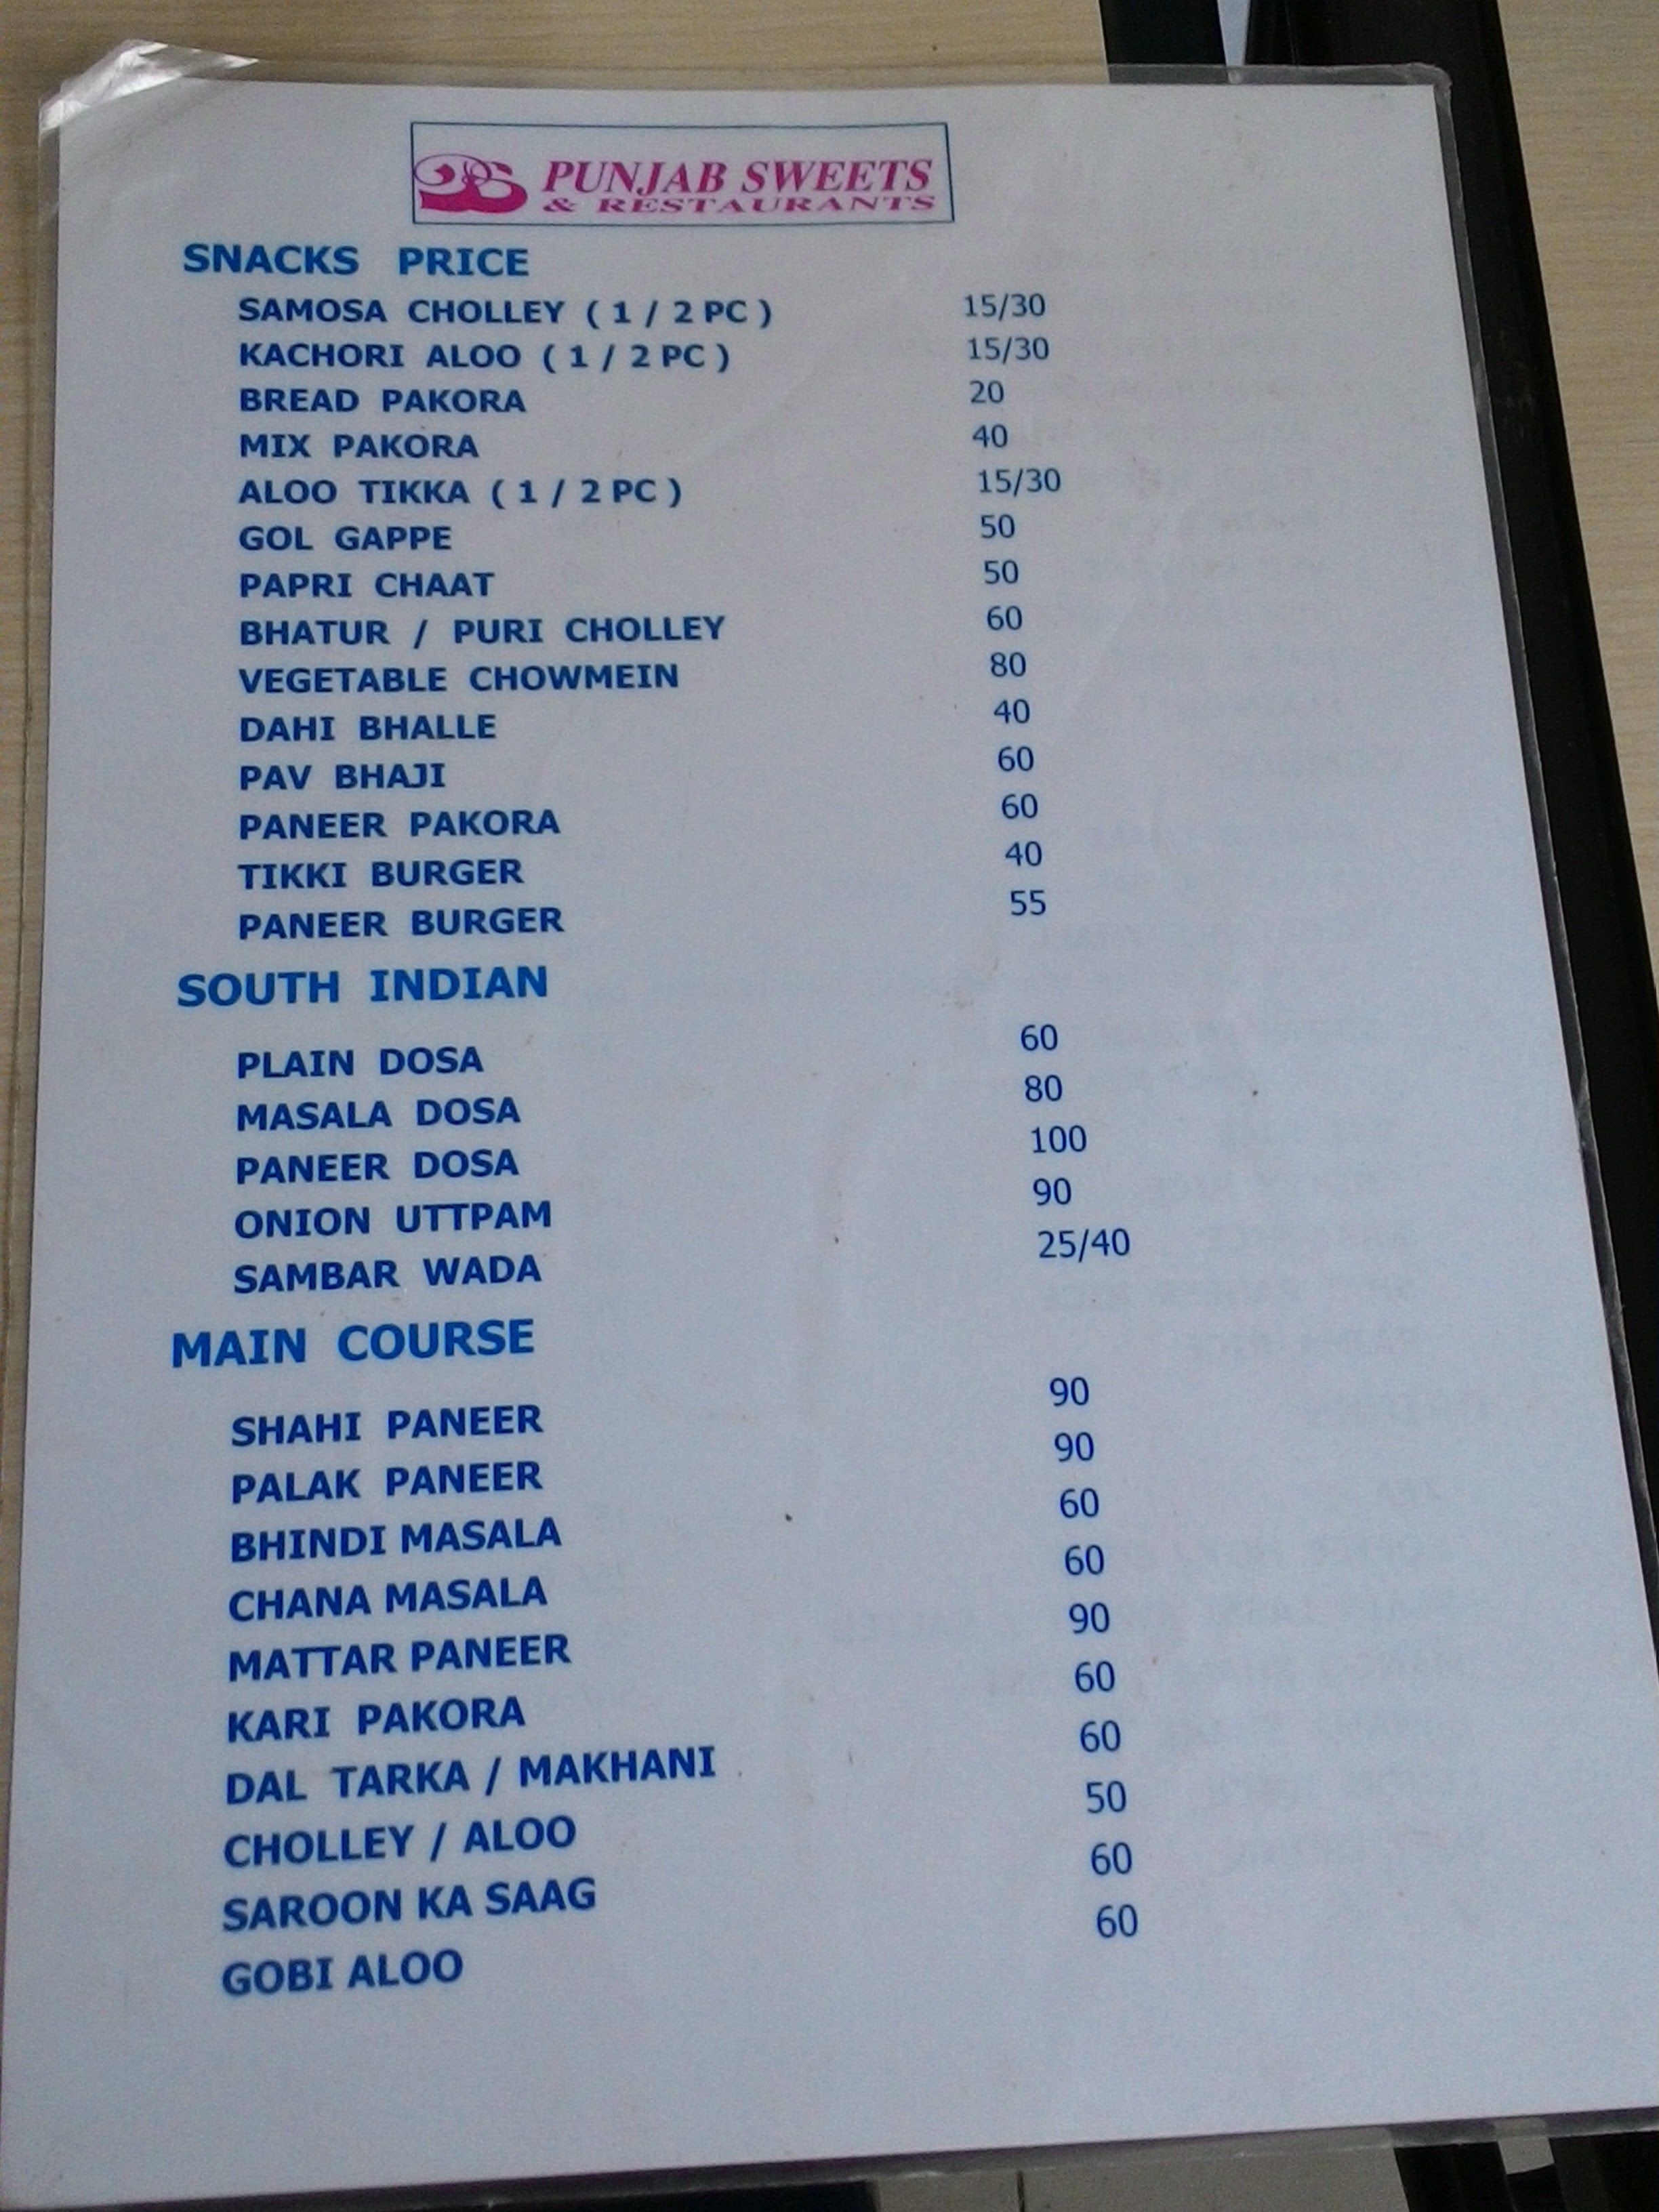 PUNJAB SWEETS
& RESTAURANTS
SNACKS PRICE
SAMOSA CHOLLEY ( 1 / 2 PC ) 15/30
KACHORI ALOO ( 1 / 2 PC ) 15/30
BREAD PAKORA 20
MIX PAKORA 40
ALOO TIKKA ( 1 / 2 PC ) 15/30
GOL GAPPE 50
PAPRI CHAAT 50
BHATUR / PURI CHOLLEY 60
VEGETABLE CHOWMEIN 80
DAHI BHALLE 40
PAV BHAJI 60
PANEER PAKORA 60
TIKKI BURGER 40
PANEER BURGER 55
SOUTH INDIAN
PLAIN DOSA 60
MASALA DOSA 80
PANEER DOSA 100
ONION UTTPAM 90
SAMBAR WADA 25/40
MAIN COURSE
SHAHI PANEER 90
PALAK PANEER 90
BHINDI MASALA 60
CHANA MASALA 60
MATTAR PANEER 90
KARI PAKORA 60
DAL TARKA / MAKHANI 60
CHOLLEY / ALOO 50
SAROON KA SAAG 60
GOBI ALOO 60